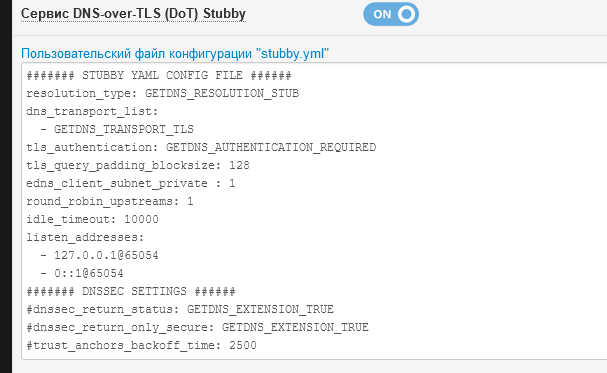 Сервис DNS-over-TLS (DoT) Stubby ON
Пользовательский файл конфигурации "stubby.yml"
####### STUBBY YAML CONFIG FILE ######
resolution_type: GETDNS_RESOLUTION_STUB
dns_transport_list:
  - GETDNS_TRANSPORT_TLS
tls_authentication: GETDNS_AUTHENTICATION_REQUIRED
tls_query_padding_blocksize: 128
edns_client_subnet_private : 1
round_robin_upstreams: 1
idle_timeout: 10000
listen_addresses:
  - 127.0.0.1@65054
  - 0::1@65054
####### DNSSEC SETTINGS ######
#dnssec_return_status: GETDNS_EXTENSION_TRUE
#dnssec_return_only_secure: GETDNS_EXTENSION_TRUE
#trust_anchors_backoff_time: 2500